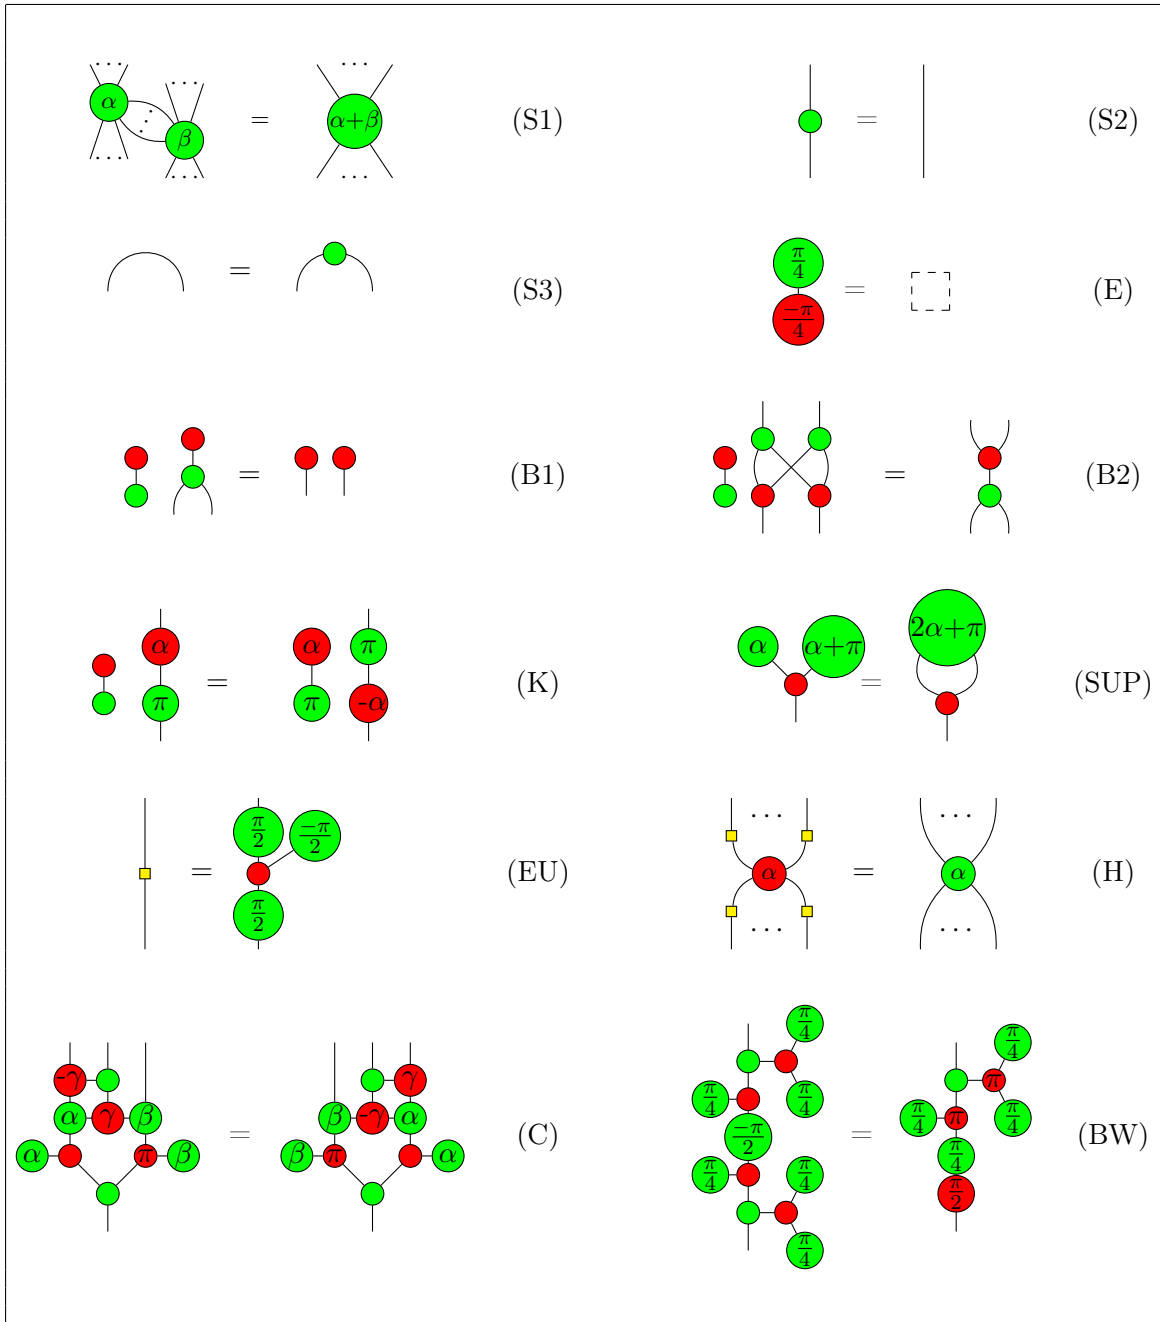 ... ...
α ... β = α+β (S1) = (S2)
... ... ...
= (S3) π/4 -π/4 = (E)
= (B1) = (B2)
α π = α π π -α (K) α α+π = 2α+π (SUP)
= π/2 -π/2 π/2 (EU) ... α ... = ... α ... (H)
-γ γ
α γ β β -γ α
α π β = β π α (C)
π/4 π/4 π/4 -π/2 π/4 π/4 π/4 = π/4 π π/4 π π/4 π/4 π/2 (BW)